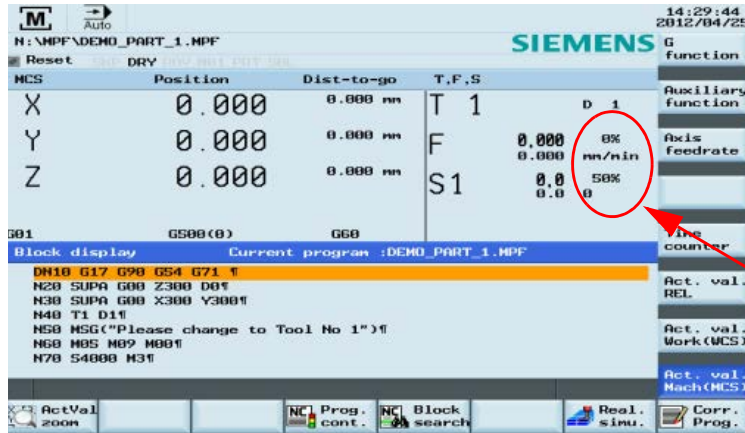 M Auto 14:29:44
2012/04/25
N:\MPF\DEMO_PART_1.MPF SIEMENS
G function
Reset DRY
MCS Position Dist-to-go T,F,S
Auxiliary function
X 0.000 0.000 mm T 1 D 1
Y 0.000 0.000 mm F 0.000 0%
0.000 mm/min
Axis feedrate
Z 0.000 0.000 mm S1 0.0 50%
0.0 0
G01 G500(0) G60
counter
Block display Current program :DEMO_PART_1.MPF
DN10 G17 G90 G54 G71 ¶
N20 SUPA G00 Z300 D0¶
N30 SUPA G00 X300 Y300¶
N40 T1 D1¶
N50 MSG("Please change to Tool No 1")¶
N60 M05 M09 M00¶
N70 S4000 M3¶
Act. val. REL
Act. val. Work(WCS)
Act. val. Mach(MCS)
ActVal zoom
NC Prog. cont.
NC Block search
Real. simu.
Corr. Prog.